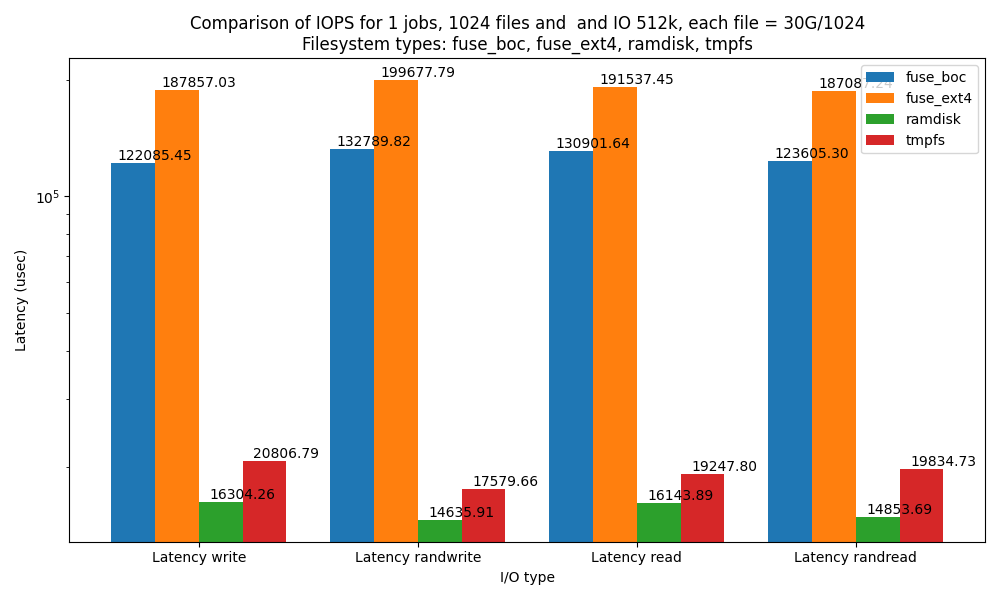 Comparison of IOPS for 1 jobs, 1024 files and  and IO 512k, each file = 30G/1024
Filesystem types: fuse_boc, fuse_ext4, ramdisk, tmpfs
fuse_boc
fuse_ext4
ramdisk
tmpfs
187857.03
199677.79
191537.45
122085.45
132789.82
130901.64
123605.30
10^5
Latency (usec)
20806.79
17579.66
19247.80
19834.73
16304.26
14635.91
16143.89
14853.69
Latency write
Latency randwrite
Latency read
Latency randread
I/O type